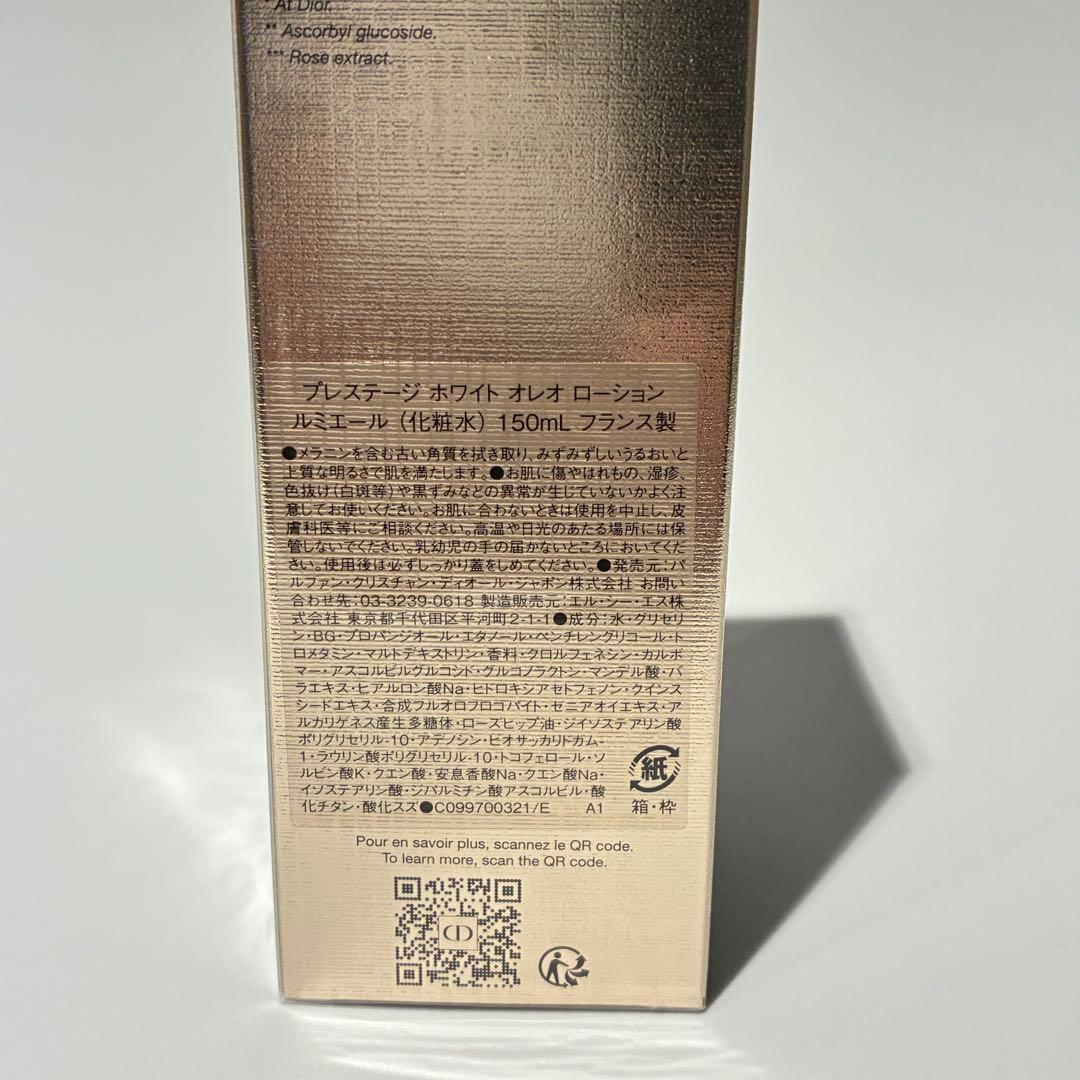 * At Dior.
** Ascorbyl glucoside.
*** Rose extract.
プレステージ ホワイト オレオ ローション
ルミエール（化粧水）150mL フランス製
●メラニンを含む古い角質を拭き取り、みずみずしいうるおいと
上質な明るさで肌を満たします。●お肌に傷やはれもの、湿疹、
色抜け（白斑等）や黒ずみなどの異常が生じていないかよく注
意してお使いください。お肌に合わないときは使用を中止し、皮
膚科医等にご相談ください。高温や日光のあたる場所には保
管しないでください。乳幼児の手の届かないところにおいてくだ
さい。使用後は必ずしっかり蓋をしめてください。●発売元：パ
ルファン・クリスチャン・ディオール・ジャポン株式会社 お問い
合わせ先：03-3239-0618 製造販売元：エル・シー・エス株
式会社 東京都千代田区平河町2-1-1●成分：水・グリセリ
ン・BG・プロパンジオール・エタノール・ペンチレングリコール・ト
ロメタミン・マルトデキストリン・香料・クロルフェネシン・カルボ
マー・アスコルビルグルコシド・グルコノラクトン・マンデル酸・バ
ラエキス・ヒアルロン酸Na・ヒドロキシアセトフェノン・クインス
シードエキス・合成フルオロフロゴパイト・ゼニアオイエキス・ア
ルカリゲネス産生多糖体・ローズヒップ油・ジイソステアリン酸
ポリグリセリル-10・アデノシン・ビオサッカリドガム-
1・ラウリン酸ポリグリセリル-10・トコフェロール・ソ
ルビン酸K・クエン酸・安息香酸Na・クエン酸Na・
イソステアリン酸・ジパルミチン酸アスコルビル・酸
化チタン・酸化スズ●C099700321/E A1
紙
箱・枠
Pour en savoir plus, scannez le QR code.
To learn more, scan the QR code.
CD